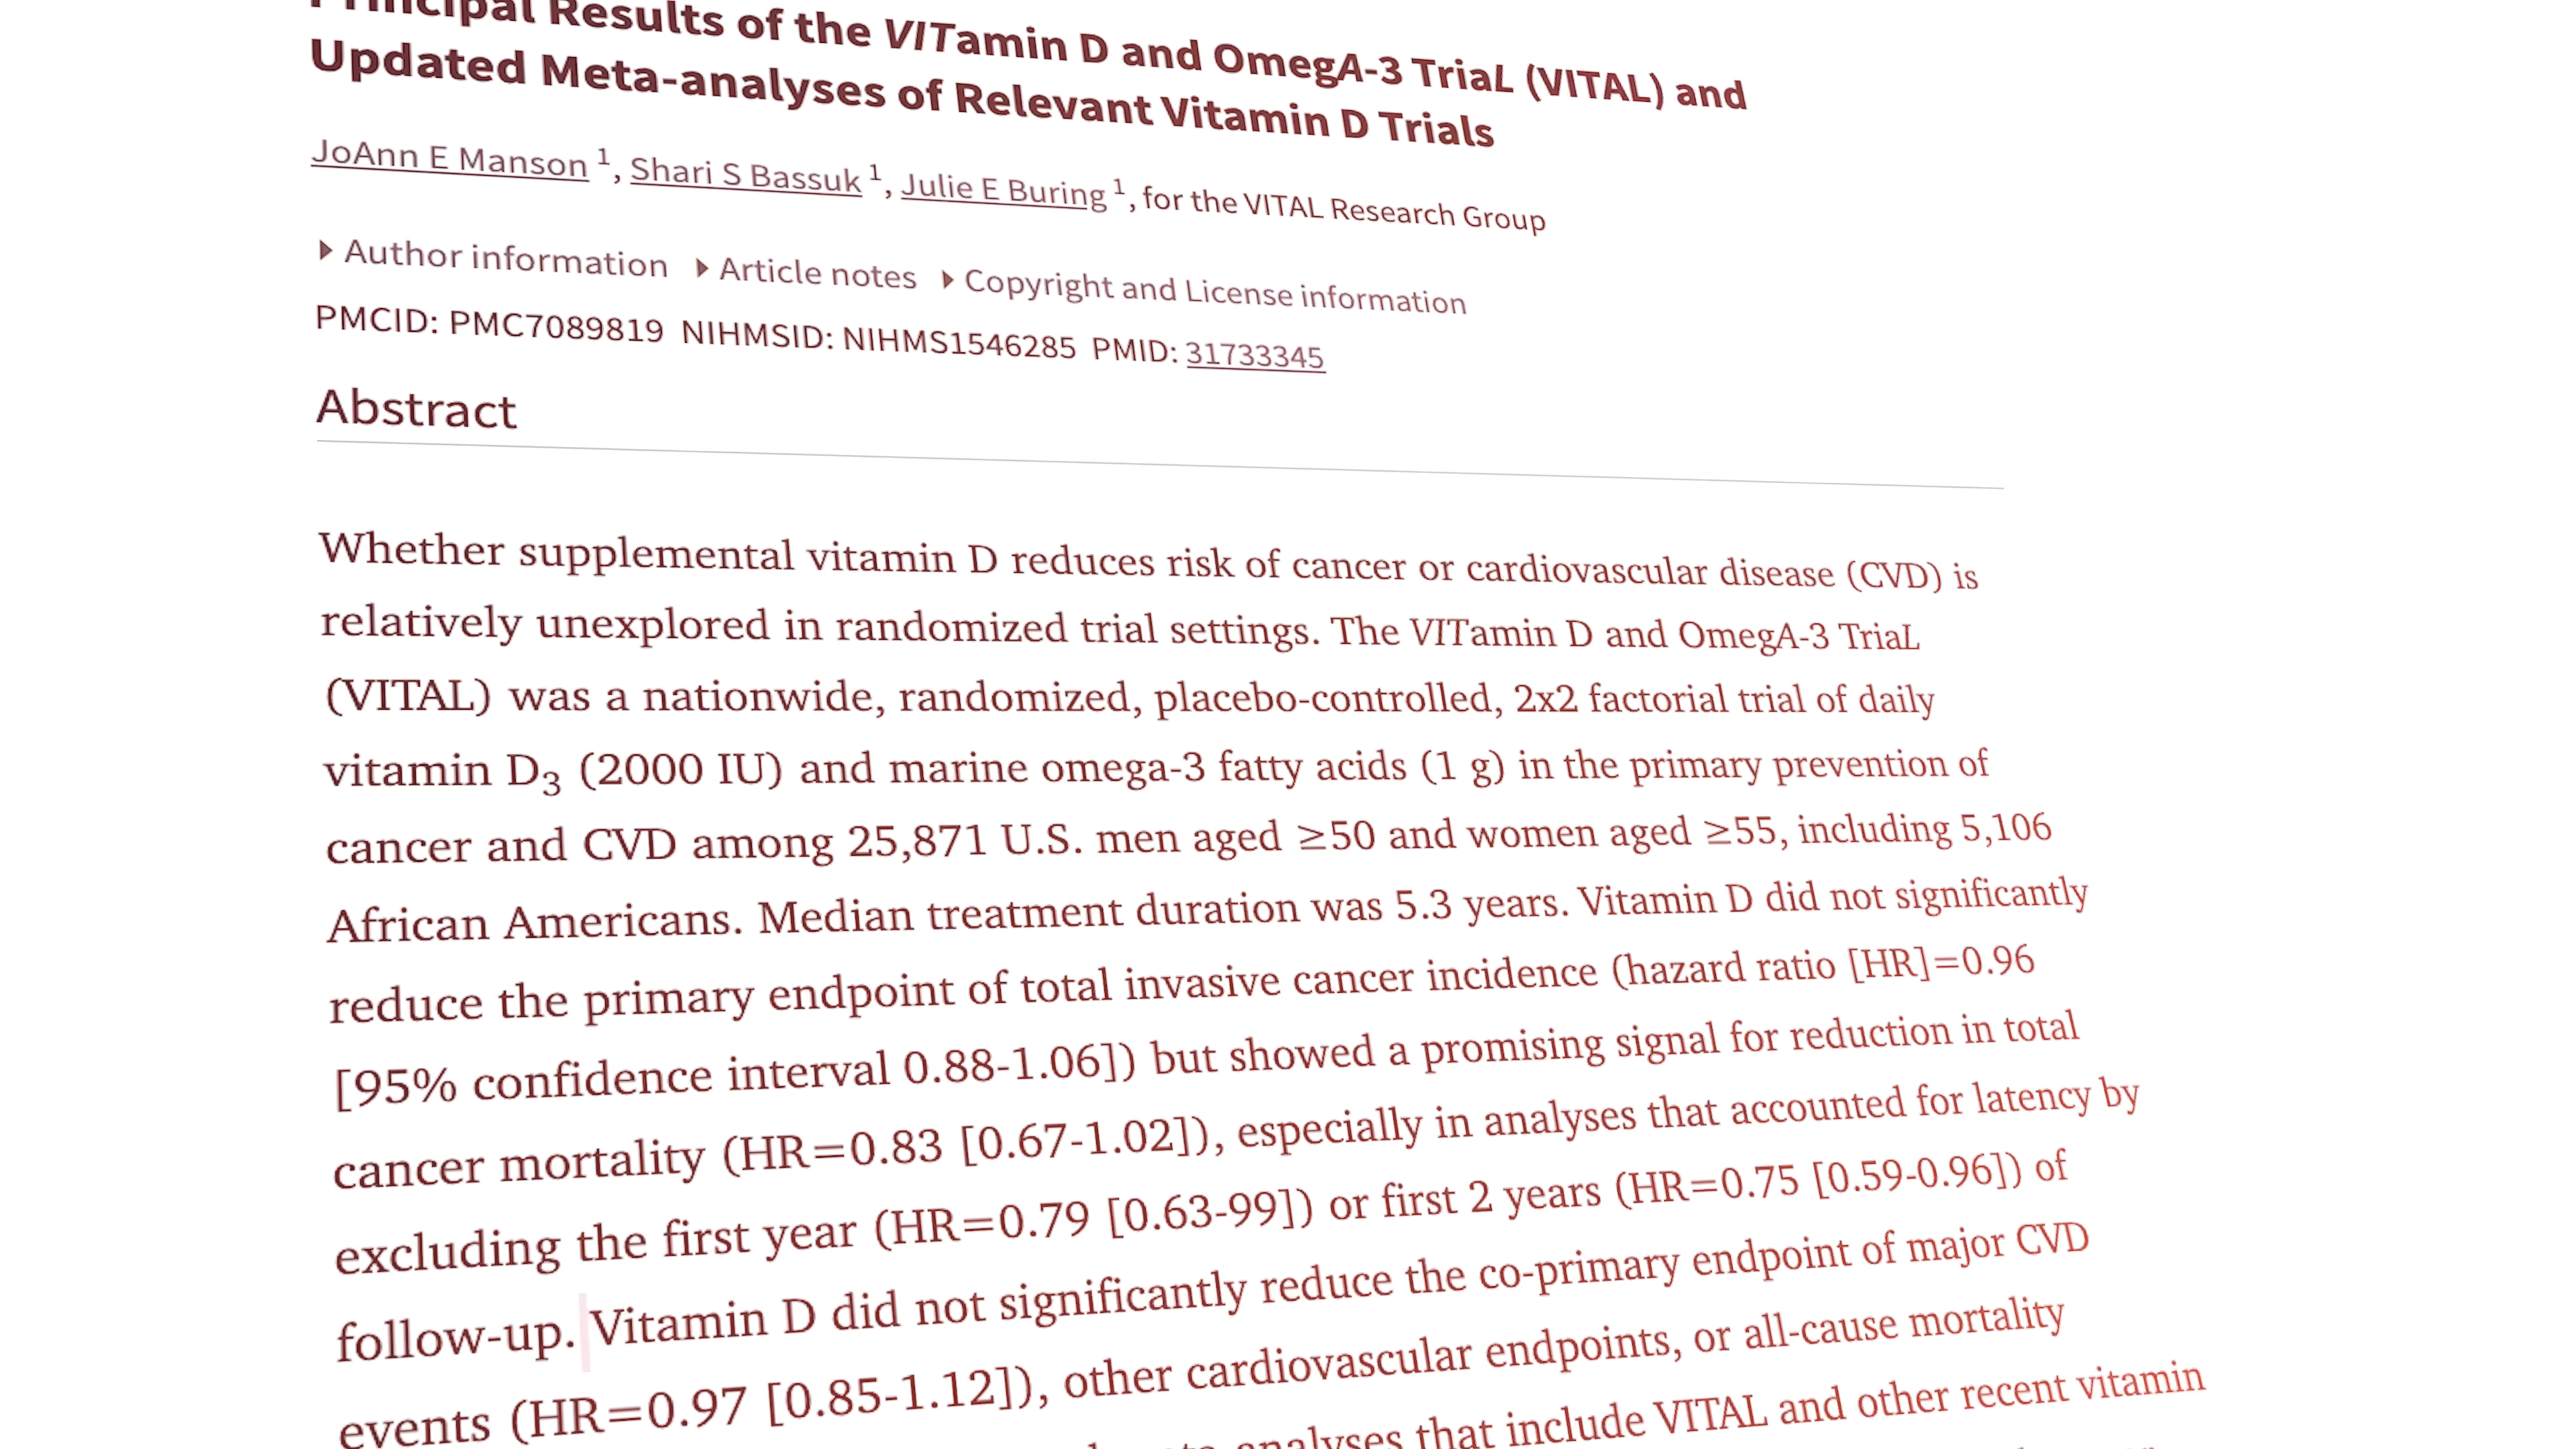 Principal Results of the VITamin D and OmegA-3 TriaL (VITAL) and
Updated Meta-analyses of Relevant Vitamin D Trials
JoAnn E Manson 1, Shari S Bassuk 1, Julie E Buring 1, for the VITAL Research Group
Author information Article notes Copyright and License information
PMCID: PMC7089819 NIHMSID: NIHMS1546285 PMID: 31733345
Abstract
Whether supplemental vitamin D reduces risk of cancer or cardiovascular disease (CVD) is
relatively unexplored in randomized trial settings. The VITamin D and OmegA-3 TriaL
(VITAL) was a nationwide, randomized, placebo-controlled, 2x2 factorial trial of daily
vitamin D3 (2000 IU) and marine omega-3 fatty acids (1 g) in the primary prevention of
cancer and CVD among 25,871 U.S. men aged ≥50 and women aged ≥55, including 5,106
African Americans. Median treatment duration was 5.3 years. Vitamin D did not significantly
reduce the primary endpoint of total invasive cancer incidence (hazard ratio [HR]=0.96
[95% confidence interval 0.88-1.06]) but showed a promising signal for reduction in total
cancer mortality (HR=0.83 [0.67-1.02]), especially in analyses that accounted for latency by
excluding the first year (HR=0.79 [0.63-99]) or first 2 years (HR=0.75 [0.59-0.96]) of
follow-up. Vitamin D did not significantly reduce the co-primary endpoint of major CVD
events (HR=0.97 [0.85-1.12]), other cardiovascular endpoints, or all-cause mortality
analyses that include VITAL and other recent vitamin